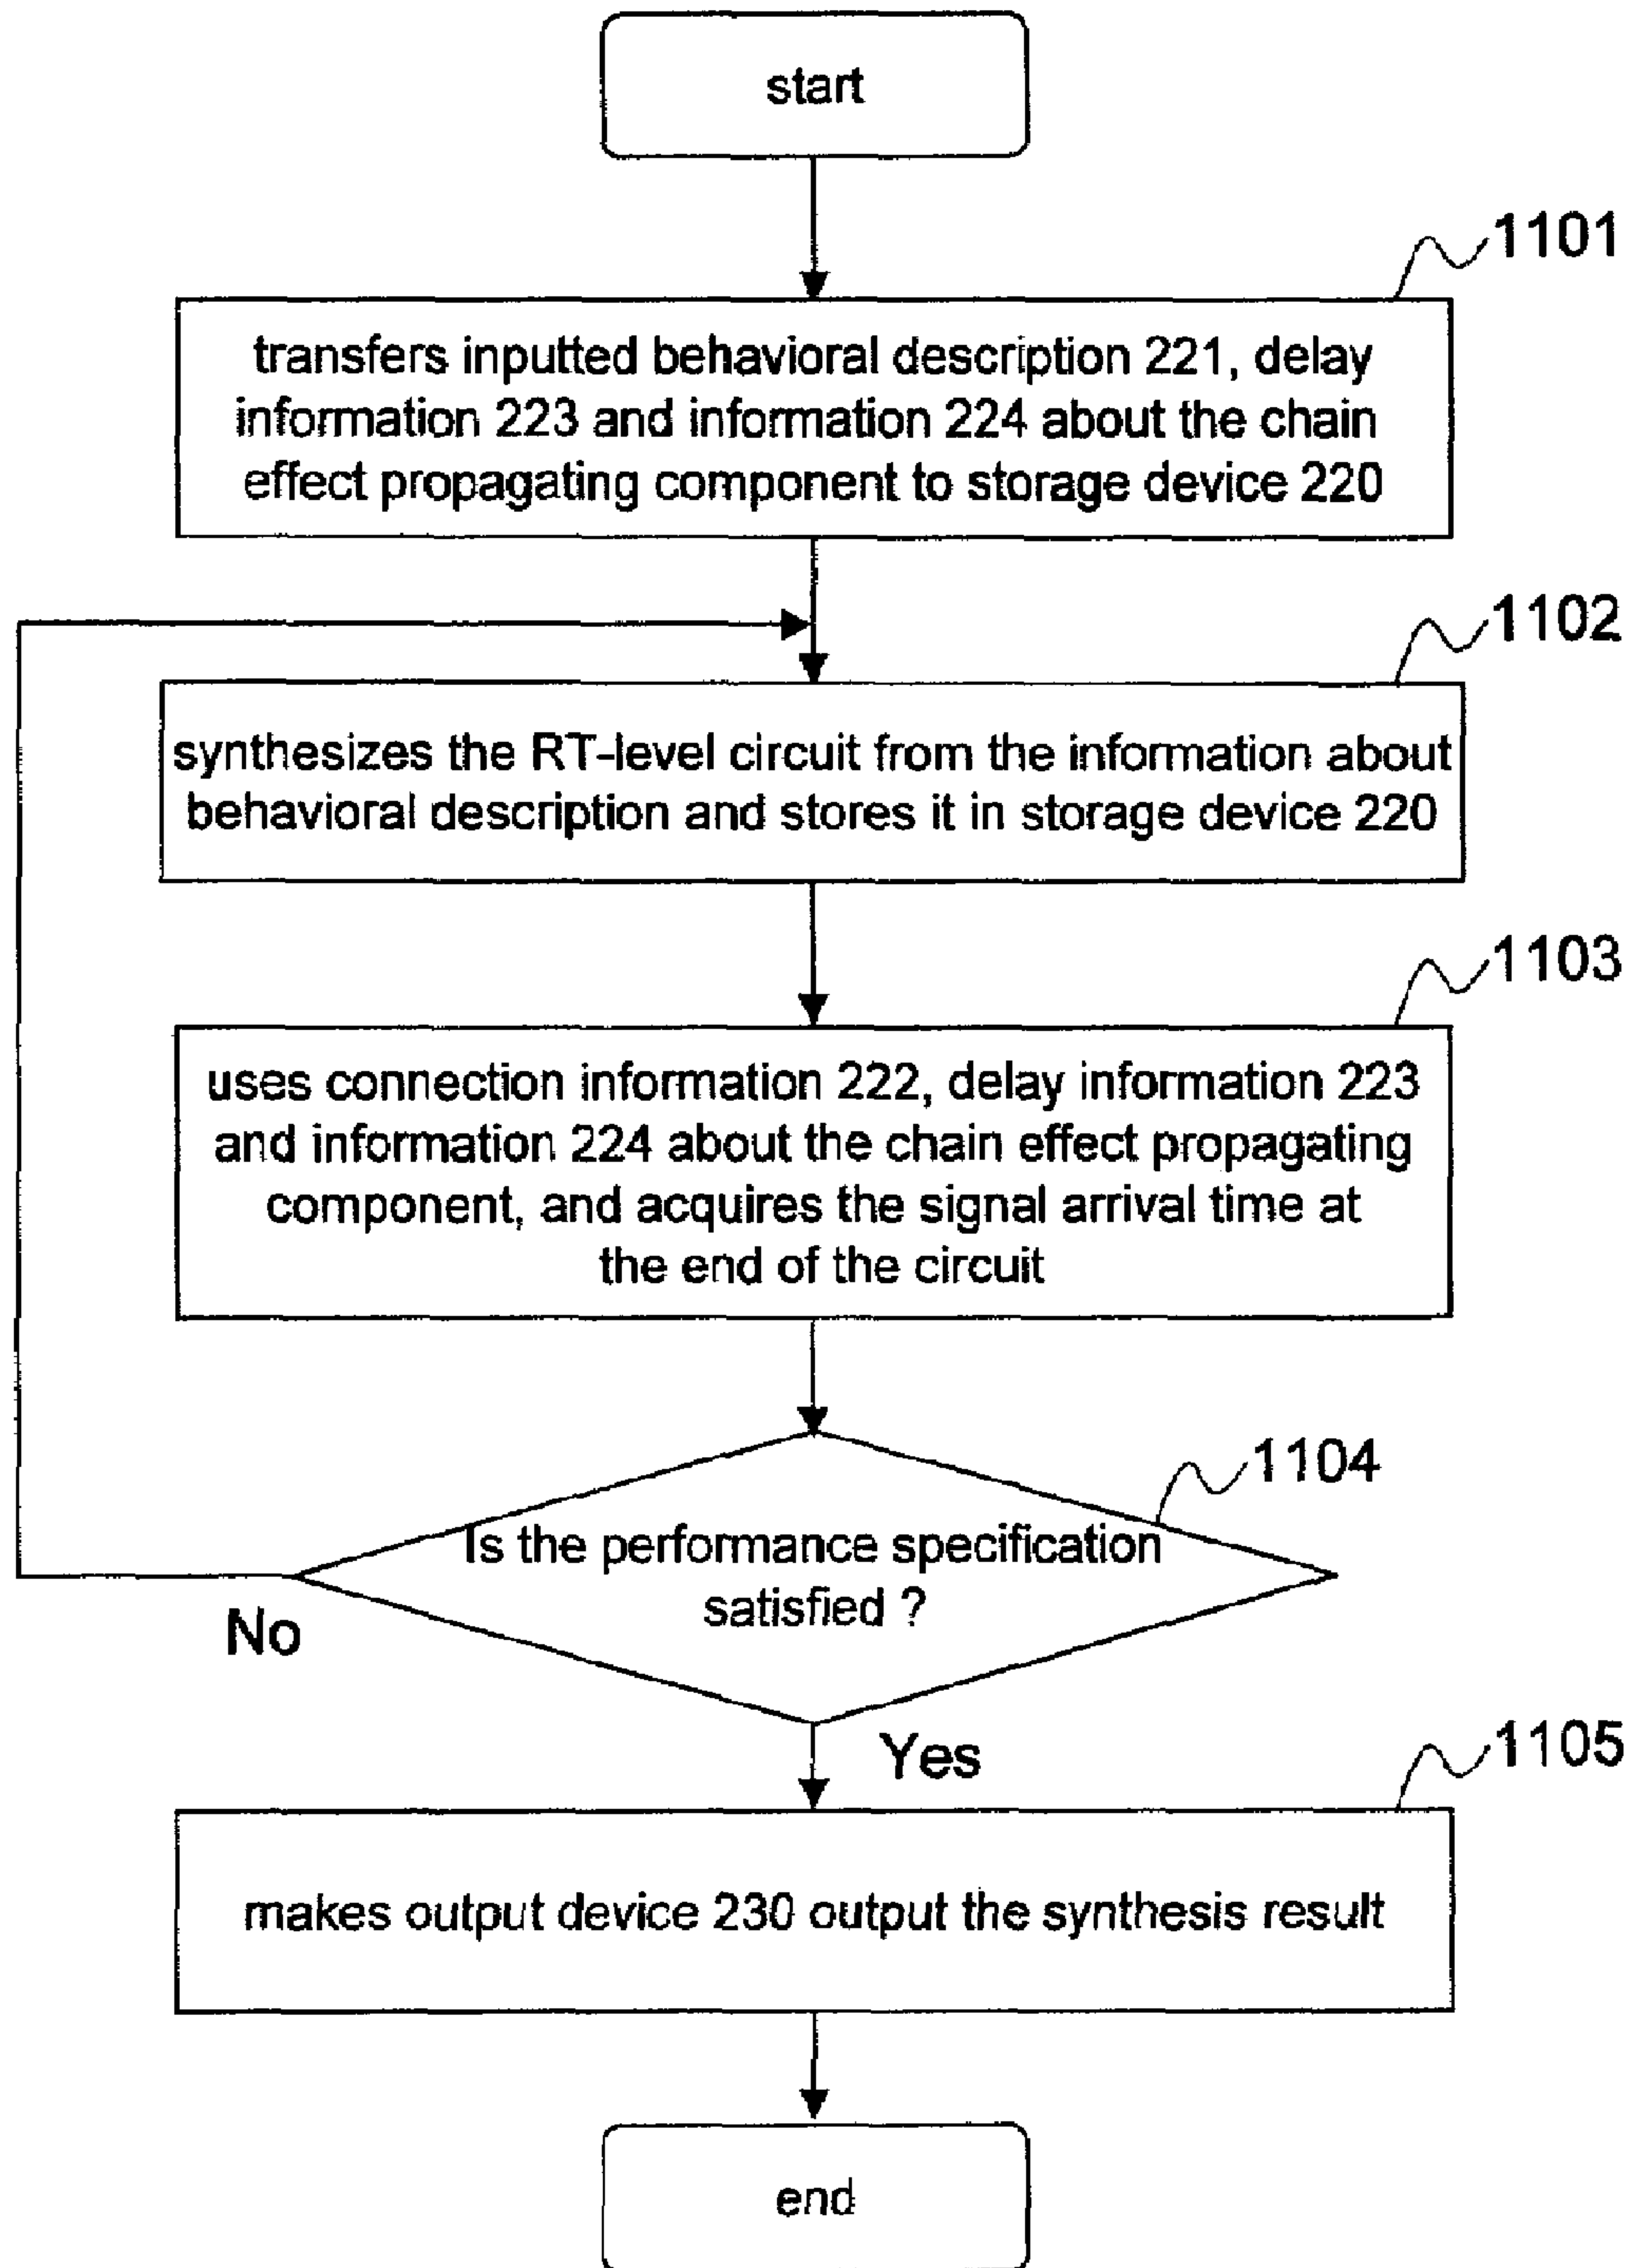 start
1101
transfers inputted behavioral description 221, delay
information 223 and information 224 about the chain
effect propagating component to storage device 220
1102
synthesizes the RT-level circuit from the information about
behavioral description and stores it in storage device 220
1103
uses connection information 222, delay information 223
and information 224 about the chain effect propagating
component, and acquires the signal arrival time at
the end of the circuit
1104
Is the performance specification
satisfied ?
No
Yes
1105
makes output device 230 output the synthesis result
end